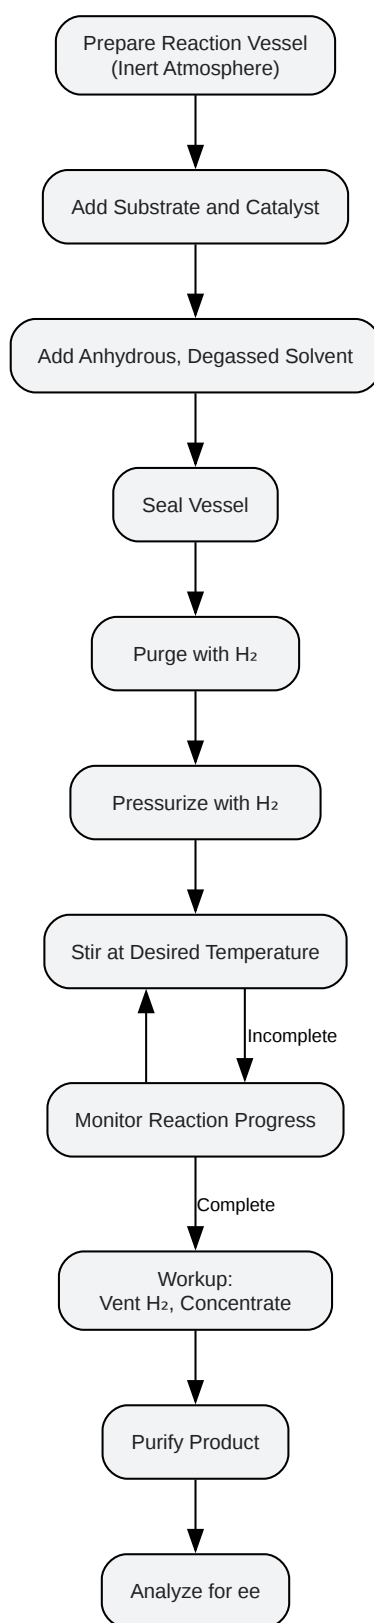 Prepare Reaction Vessel
(Inert Atmosphere)
Add Substrate and Catalyst
Add Anhydrous, Degassed Solvent
Seal Vessel
Purge with H₂
Pressurize with H₂
Stir at Desired Temperature
Incomplete
Monitor Reaction Progress
Complete
Workup:
Vent H₂, Concentrate
Purify Product
Analyze for ee